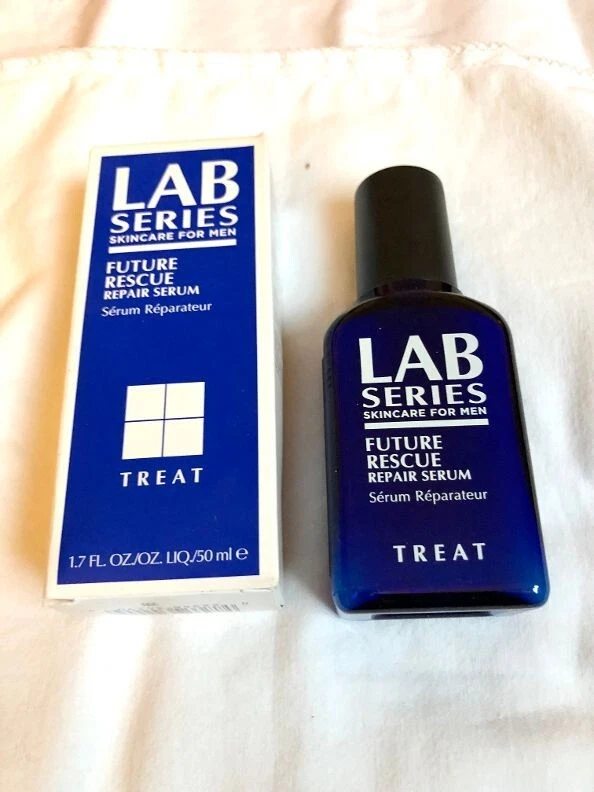 LAB
SERIES
SKINCARE FOR MEN
FUTURE
RESCUE
REPAIR SERUM
Sérum Réparateur
TREAT
1.7 FL. OZ./OZ. LIQ./50 ml e
LAB
SERIES
SKINCARE FOR MEN
FUTURE
RESCUE
REPAIR SERUM
Sérum Réparateur
TREAT